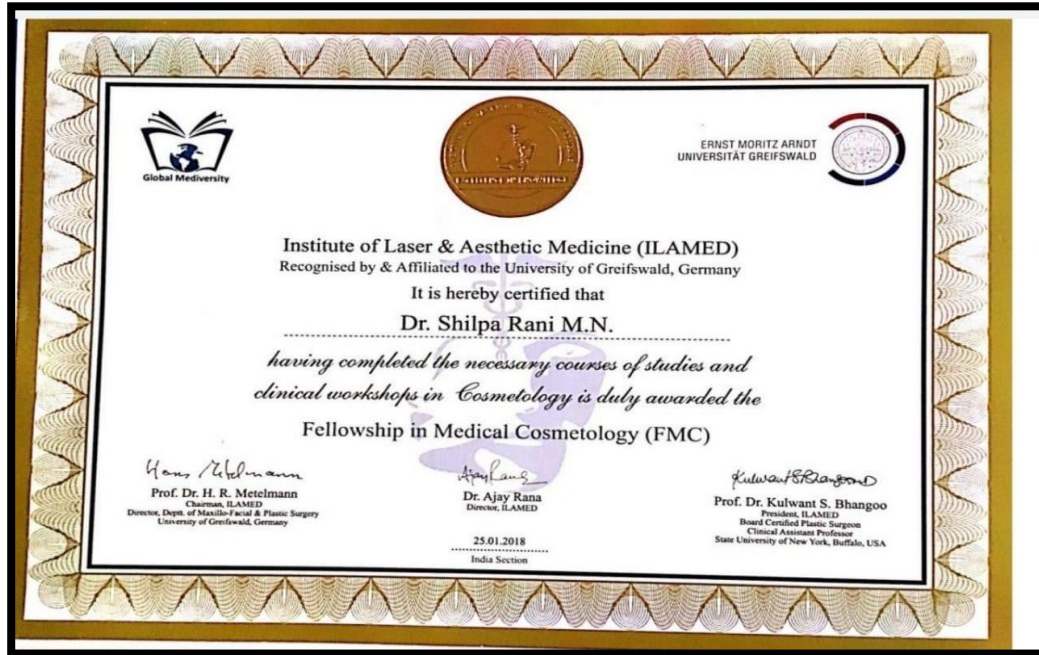 Global Mediversity
ERNST MORITZ ARNDT
UNIVERSITÄT GREIFSWALD
Institute of Laser & Aesthetic Medicine (ILAMED)
Recognised by & Affiliated to the University of Greifswald, Germany
It is hereby certified that
Dr. Shilpa Rani M.N.
having completed the necessary courses of studies and
clinical workshops in Cosmetology is duly awarded the
Fellowship in Medical Cosmetology (FMC)
Prof. Dr. H. R. Metelmann
Chairman, ILAMED
Director, Deptt. of Maxillo-Facial & Plastic Surgery
University of Greifswald, Germany
Dr. Ajay Rana
Director, ILAMED
25.01.2018
India Section
Prof. Dr. Kulwant S. Bhangoo
President, ILAMED
Board Certified Plastic Surgeon
Clinical Assistant Professor
State University of New York, Buffalo, USA